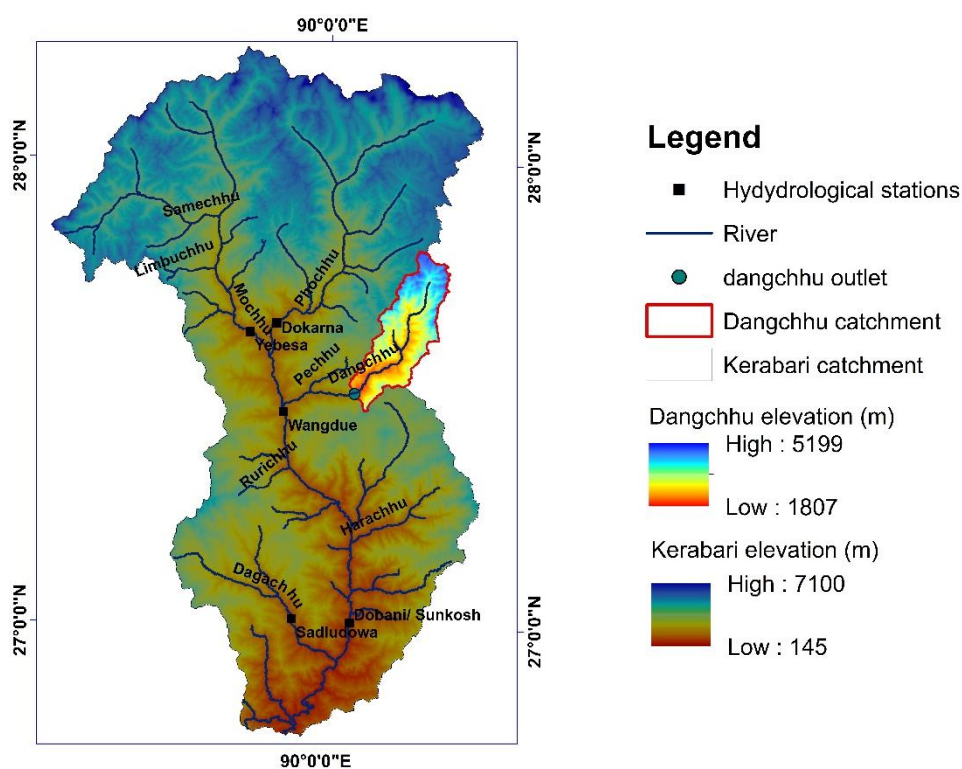 90°0'0"E
28°0'0"N
28°0'0"N
Samechhu
Limbuchhu
Mochhu
Phochhu
Dokarna
Yebesa
Pechhu
Dangchhu
Wangdue
Rurichhu
Harachhu
Dagachhu
Dobani/ Sunkosh
Sadludowa
27°0'0"N
27°0'0"N
90°0'0"E
Legend
Hydydrological stations
River
dangchhu outlet
Dangchhu catchment
Kerabari catchment
Dangchhu elevation (m)
High : 5199
Low : 1807
Kerabari elevation (m)
High : 7100
Low : 145